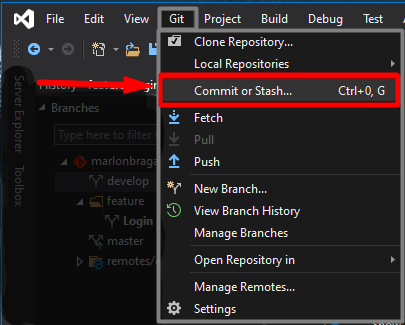 File Edit View Git Project Build Debug Test
Clone Repository...
Local Repositories
Commit or Stash... Ctrl+0, G
Fetch
Pull
Push
New Branch...
View Branch History
Manage Branches
Open Repository in
Manage Remotes...
Settings
Server Explorer
Toolbox
Branches
Type here to filter
marlonbraga
develop
feature
Login
master
remotes/